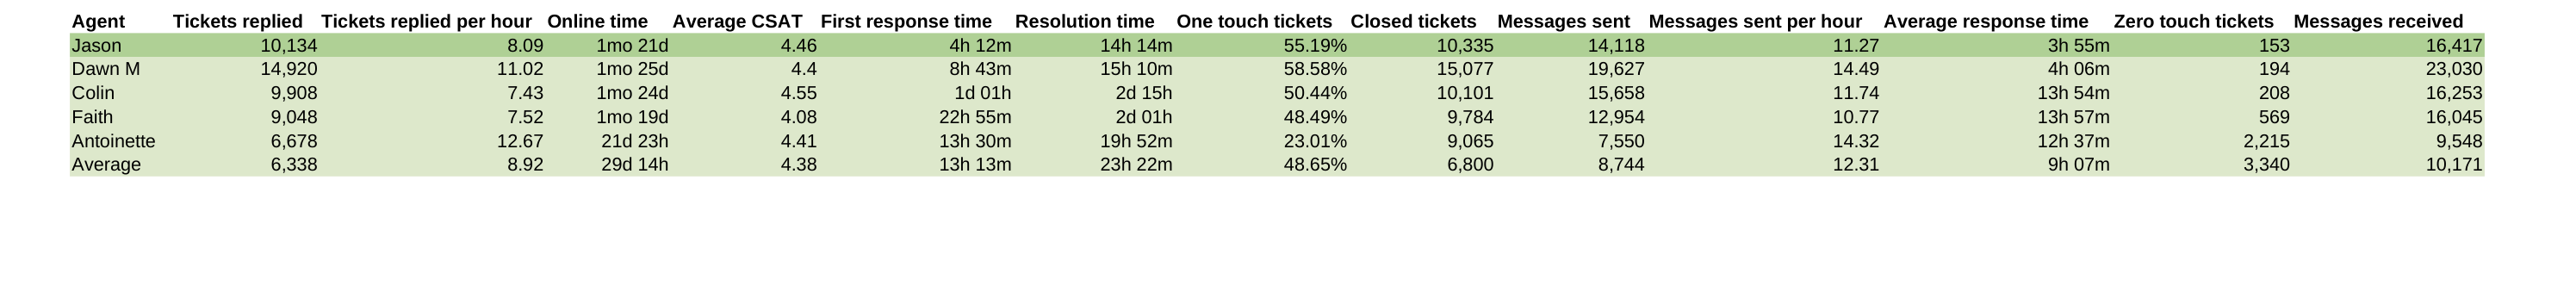 Agent Tickets replied Tickets replied per hour Online time Average CSAT First response time Resolution time One touch tickets Closed tickets Messages sent Messages sent per hour Average response time Zero touch tickets Messages received
Jason 10,134 8.09 1mo 21d 4.46 4h 12m 14h 14m 55.19% 10,335 14,118 11.27 3h 55m 153 16,417
Dawn M 14,920 11.02 1mo 25d 4.4 8h 43m 15h 10m 58.58% 15,077 19,627 14.49 4h 06m 194 23,030
Colin 9,908 7.43 1mo 24d 4.55 1d 01h 2d 15h 50.44% 10,101 15,658 11.74 13h 54m 208 16,253
Faith 9,048 7.52 1mo 19d 4.08 22h 55m 2d 01h 48.49% 9,784 12,954 10.77 13h 57m 569 16,045
Antoinette 6,678 12.67 21d 23h 4.41 13h 30m 19h 52m 23.01% 9,065 7,550 14.32 12h 37m 2,215 9,548
Average 6,338 8.92 29d 14h 4.38 13h 13m 23h 22m 48.65% 6,800 8,744 12.31 9h 07m 3,340 10,171